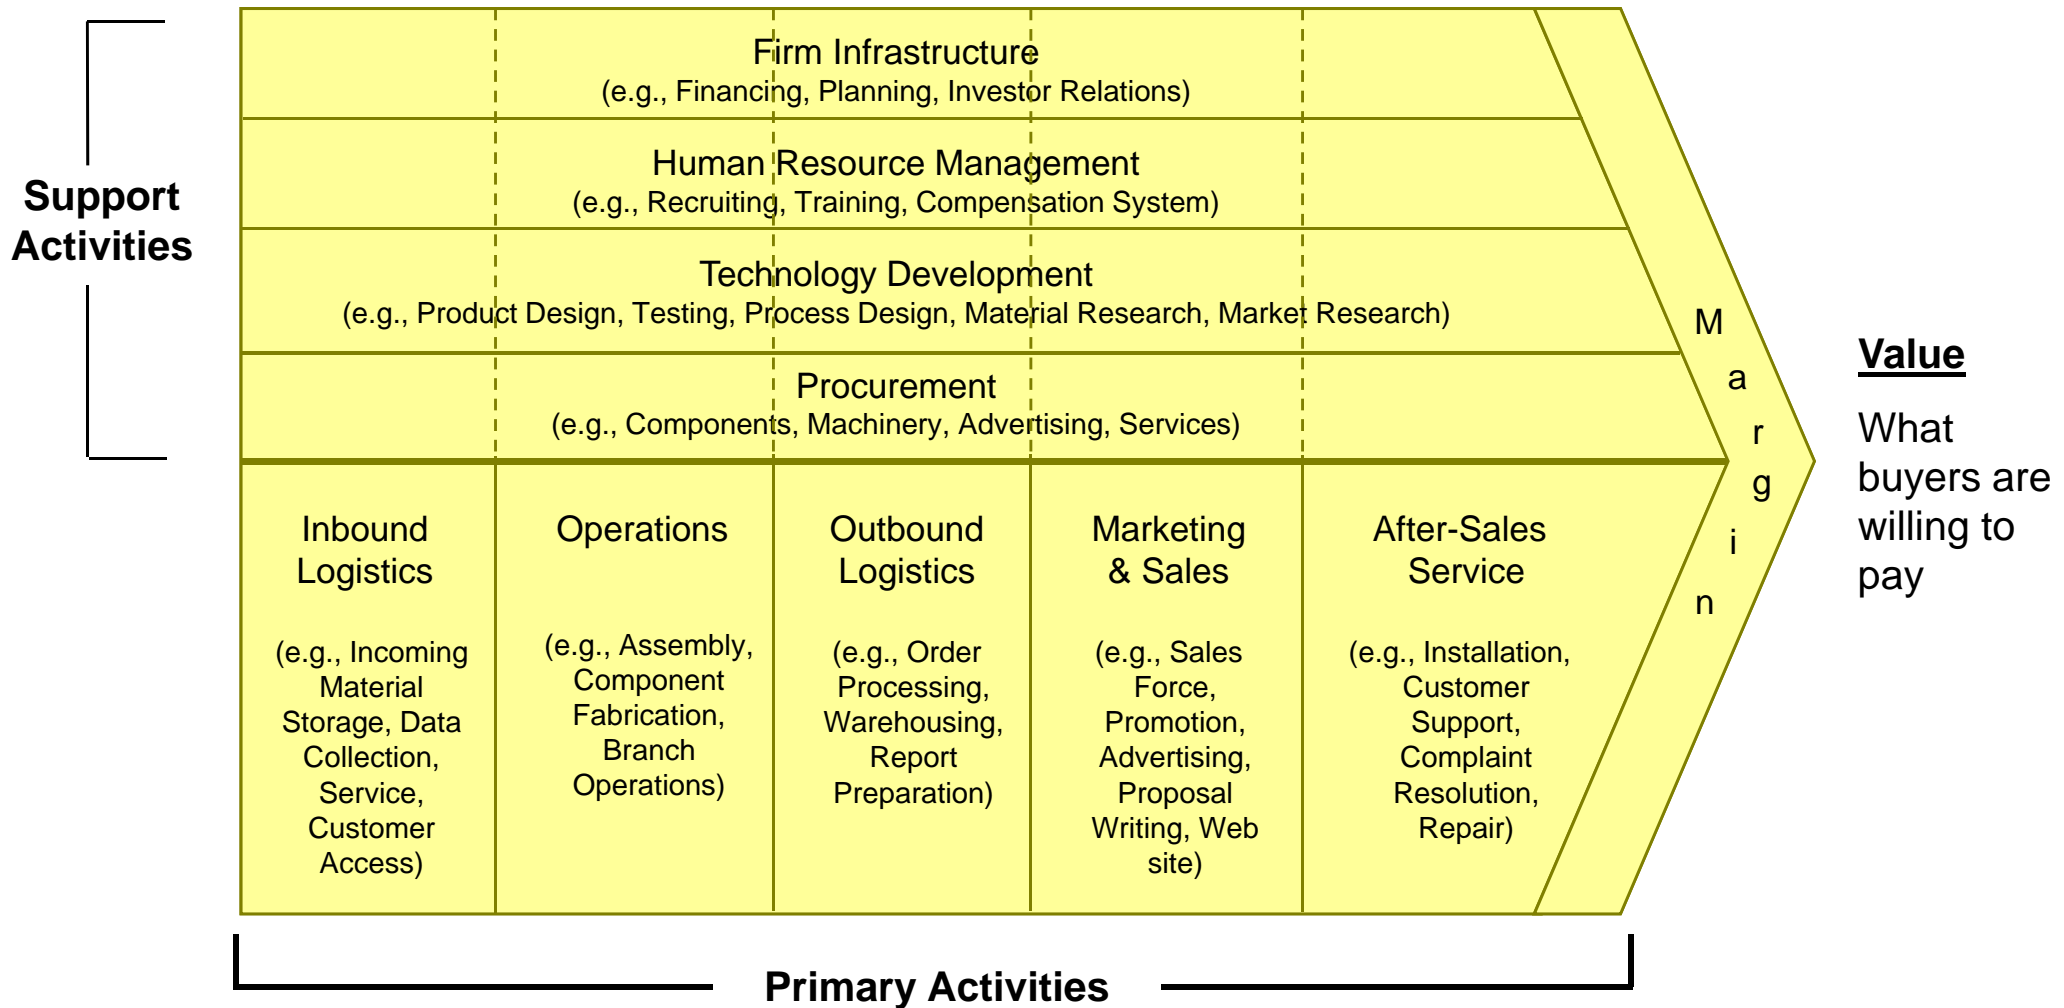 Firm Infrastructure
(e.g., Financing, Planning, Investor Relations)
Human Resource Management
(e.g., Recruiting, Training, Compensation System)
Support
Activities
Technology Development
(e.g., Product Design, Testing, Process Design, Material Research, Market Research)
Procurement
(e.g., Components, Machinery, Advertising, Services)
Inbound
Logistics
(e.g., Incoming
Material
Storage, Data
Collection,
Service,
Customer
Access)
Operations
(e.g., Assembly,
Component
Fabrication,
Branch
Operations)
Outbound
Logistics
(e.g., Order
Processing,
Warehousing,
Report
Preparation)
Marketing
& Sales
(e.g., Sales
Force,
Promotion,
Advertising,
Proposal
Writing, Web
site)
After-Sales
Service
(e.g., Installation,
Customer
Support,
Complaint
Resolution,
Repair)
Margin
Value
What
buyers are
willing to
pay
Primary Activities